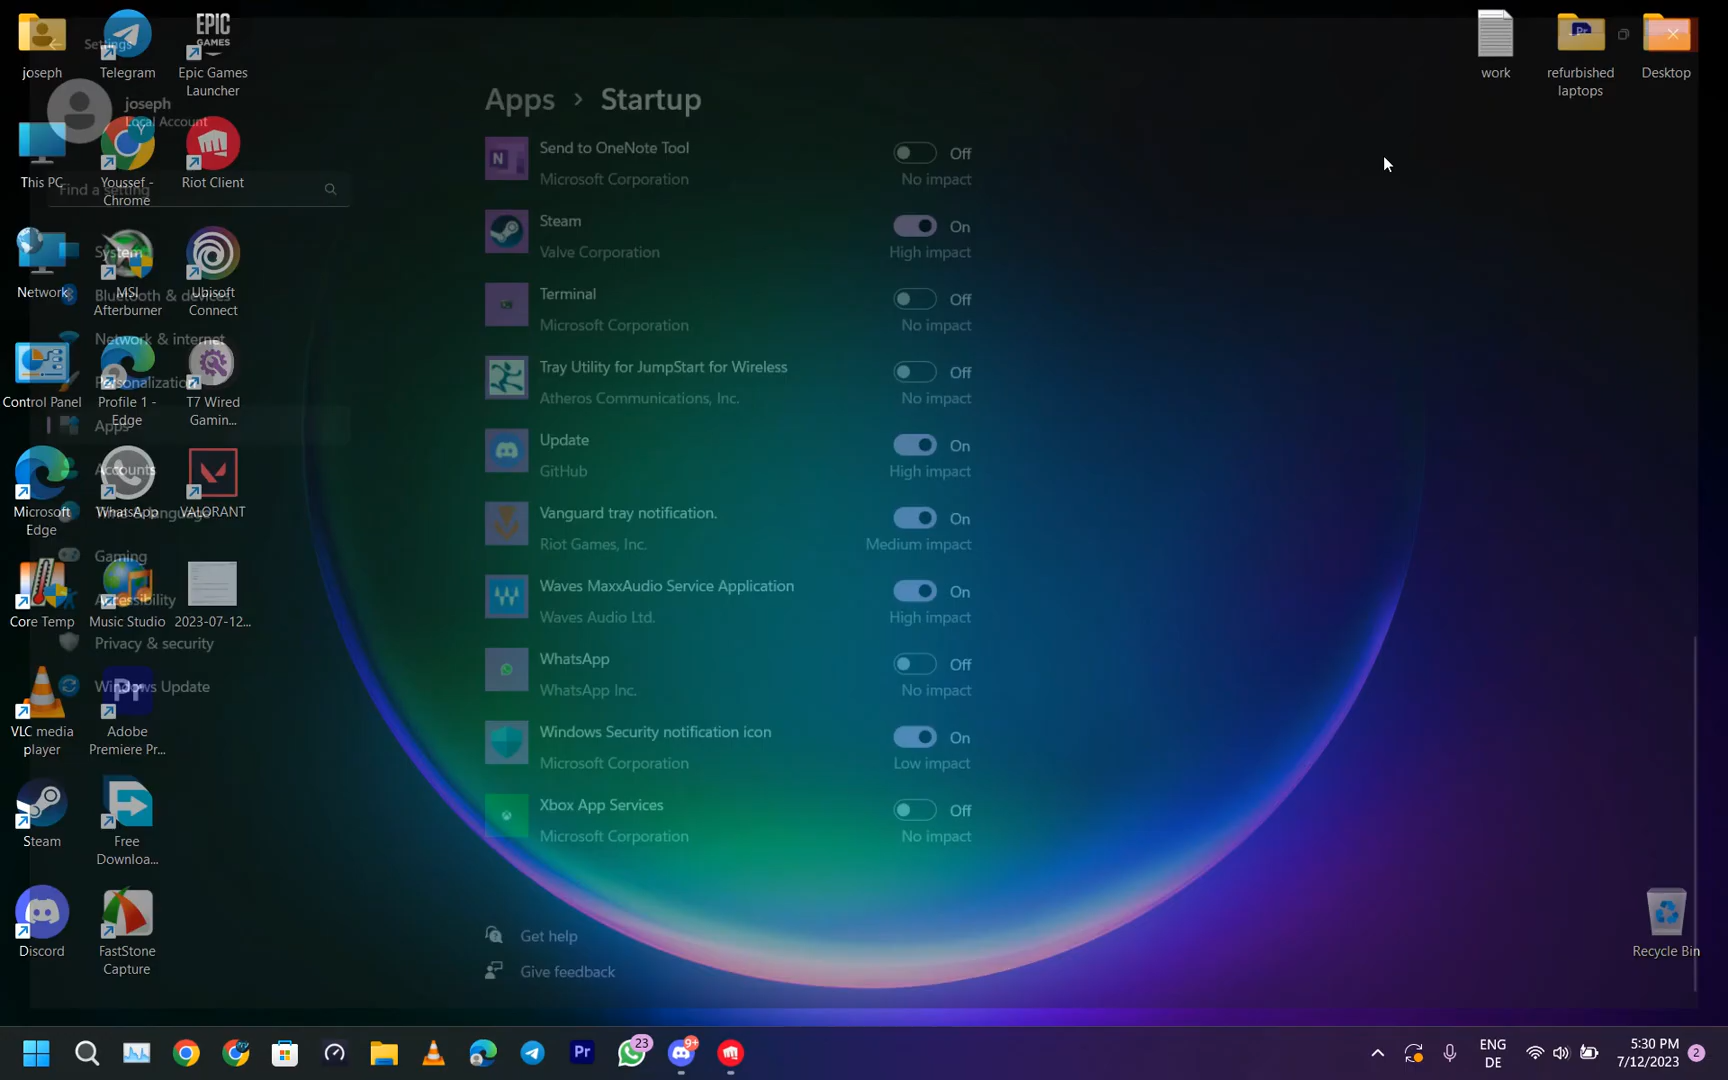 joseph
Telegram
Epic Games
Launcher
EPIC
GAMES
Settings
joseph
Local Account
Find a setting
This PC
Youssef -
Chrome
Riot Client
System
Network
MSI
Afterburner
Ubisoft
Connect
Bluetooth & devices
Network & internet
Personalization
Control Panel
Profile 1 -
Edge
T7 Wired
Gamin...
Apps
Accounts
Microsoft
Edge
WhatsApp
VALORANT
Time & language
Gaming
Accessibility
Core Temp
Music Studio
2023-07-12...
Privacy & security
Windows Update
VLC media
player
Pr
Adobe
Premiere Pr...
Steam
Free
Downloa...
Discord
FastStone
Capture
Apps > Startup
Send to OneNote Tool
Microsoft Corporation
Off
No impact
Steam
Valve Corporation
On
High impact
Terminal
Microsoft Corporation
Off
No impact
Tray Utility for JumpStart for Wireless
Atheros Communications, Inc.
Off
No impact
Update
GitHub
On
High impact
Vanguard tray notification.
Riot Games, Inc.
On
Medium impact
Waves MaxxAudio Service Application
Waves Audio Ltd.
On
High impact
WhatsApp
WhatsApp Inc.
Off
No impact
Windows Security notification icon
Microsoft Corporation
On
Low impact
Xbox App Services
Microsoft Corporation
Off
No impact
Get help
Give feedback
work
Pr
refurbished
laptops
Desktop
Recycle Bin
Pr
23
9+
ENG
DE
5:30 PM
7/12/2023
2